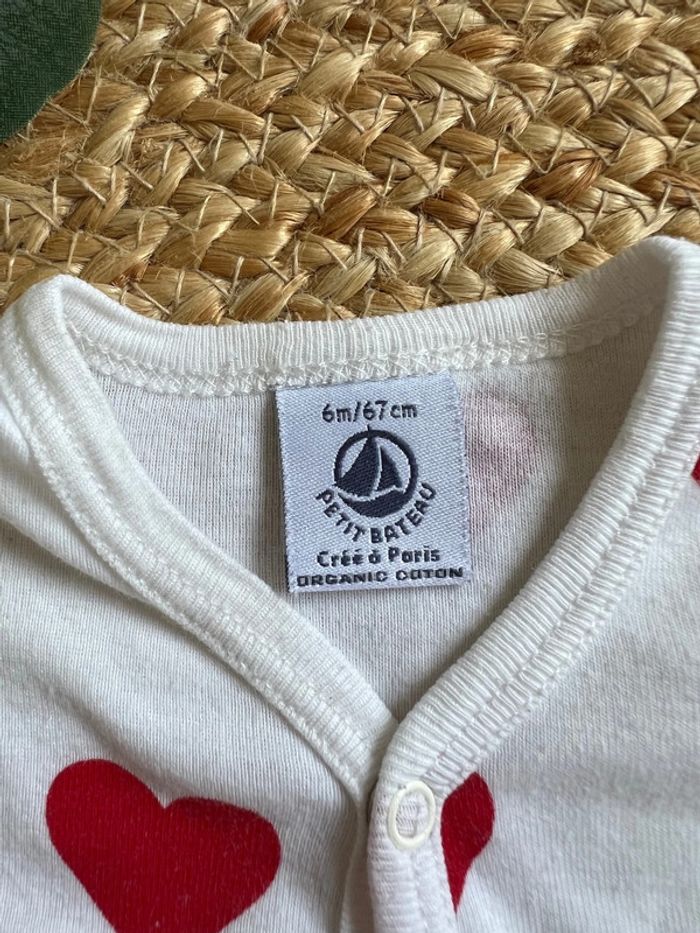 6m/67cm
PETIT BATEAU
Créé à Paris
ORGANIC COTON